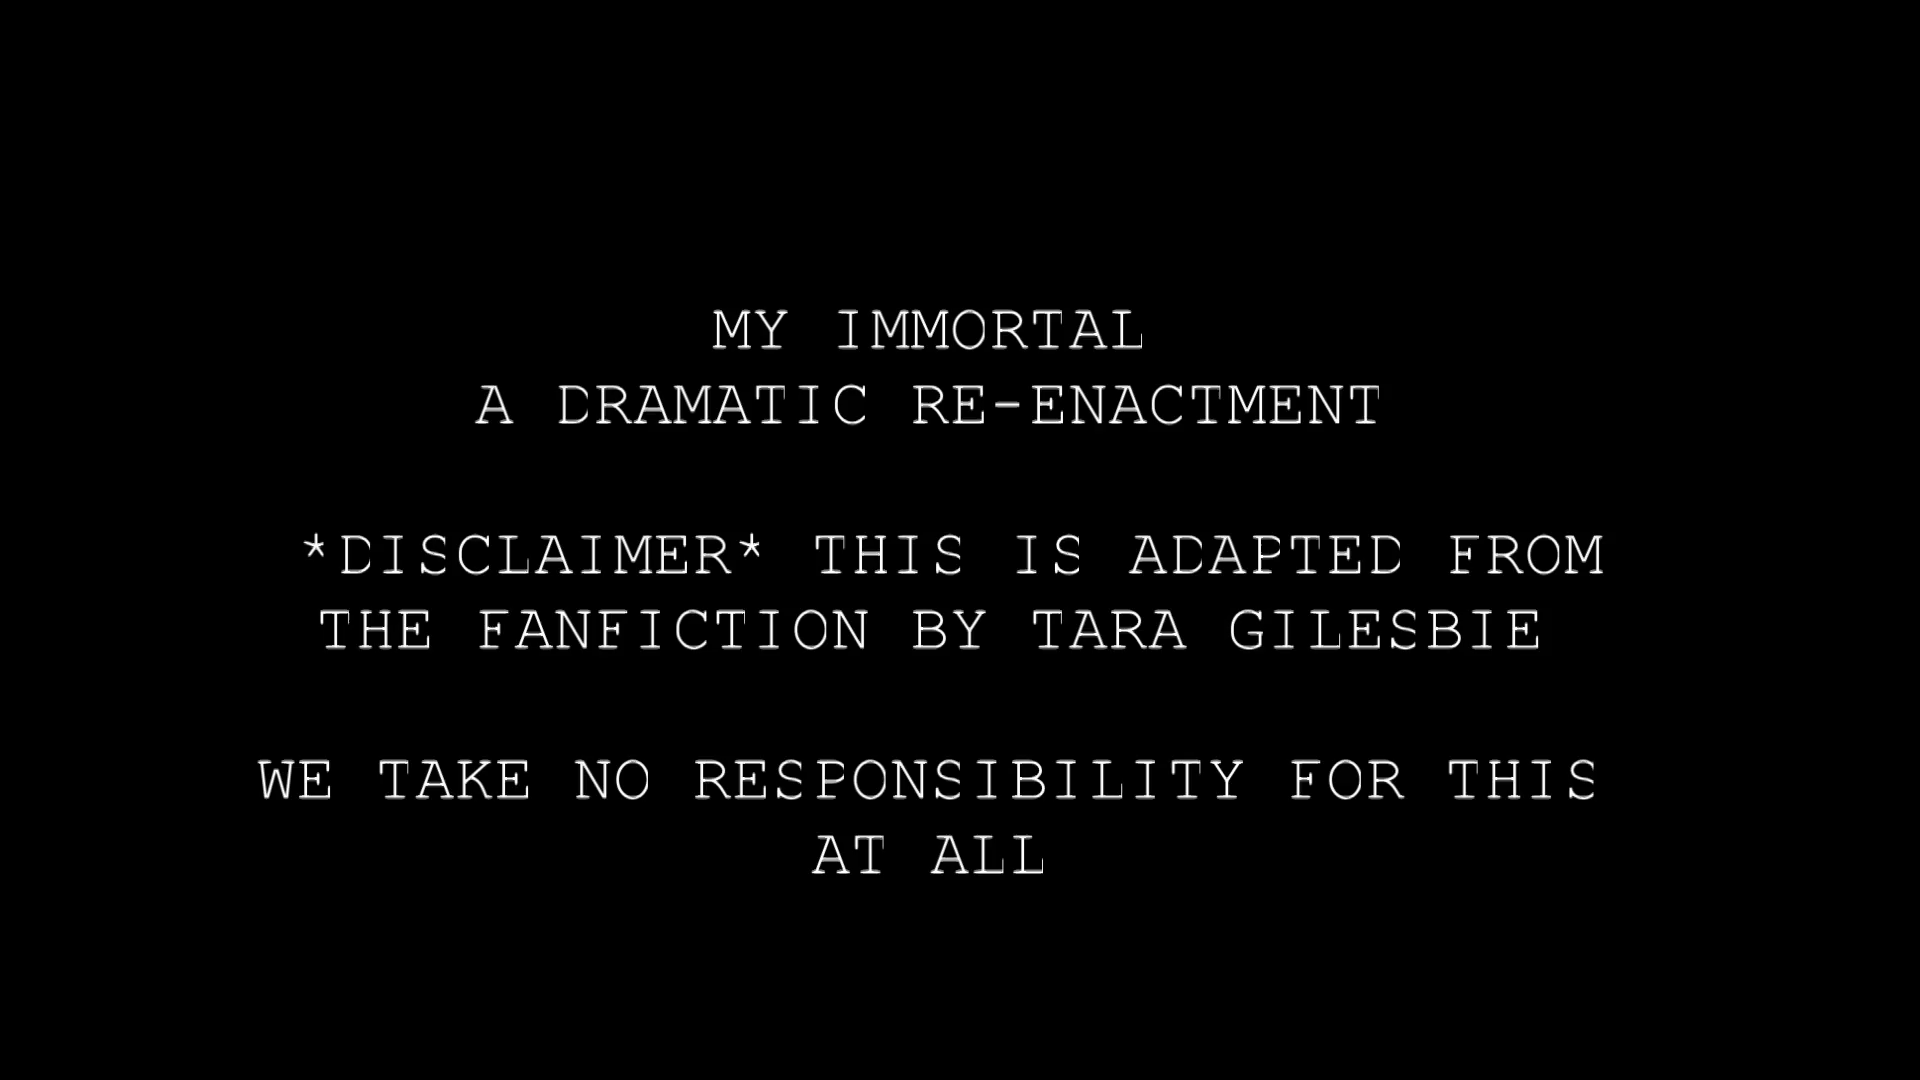 MY IMMORTAL
A DRAMATIC RE-ENACTMENT
*DISCLAIMER* THIS IS ADAPTED FROM
THE FANFICTION BY TARA GILESBIE
WE TAKE NO RESPONSIBILITY FOR THIS
AT ALL